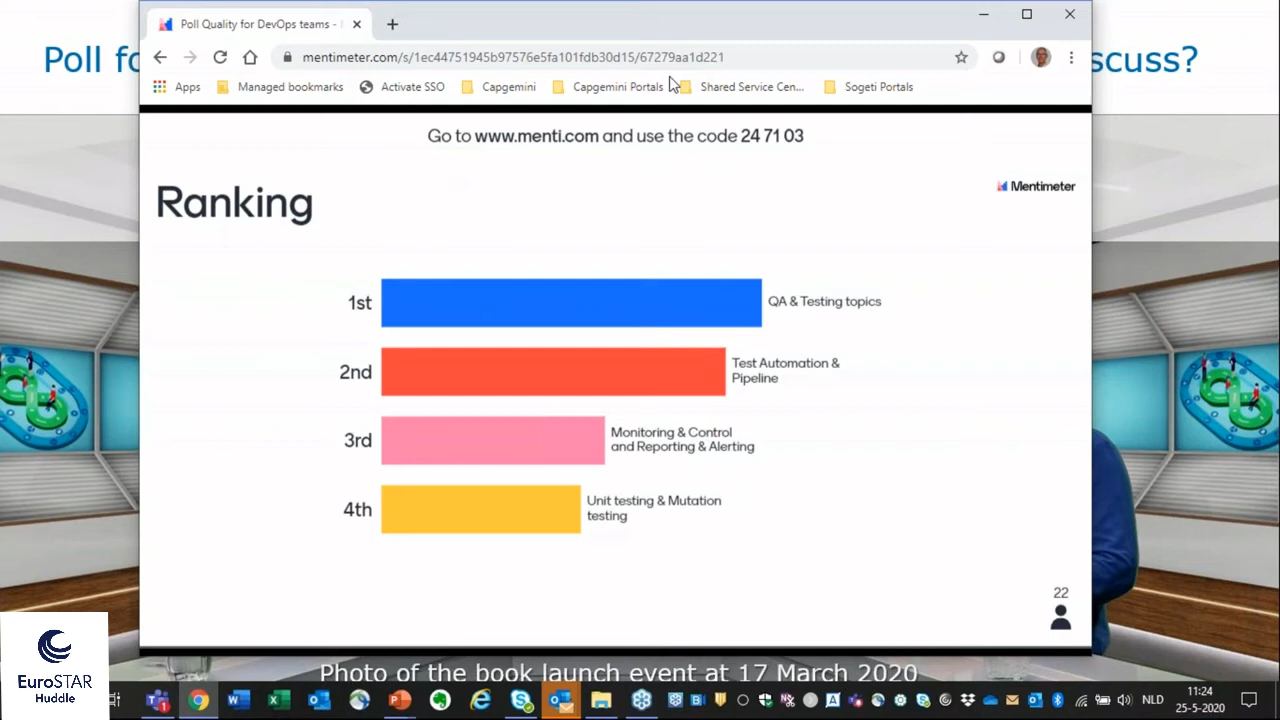 Poll fo
scuss?
Poll Quality for DevOps teams -
mentimeter.com/s/1ec44751945b97576e5fa101fdb30d15/67279aa1d221
Apps
Managed bookmarks
Activate SSO
Capgemini
Capgemini Portals
Shared Service Cen...
Sogeti Portals
Go to www.menti.com and use the code 24 71 03
Ranking
Mentimeter
1st
QA & Testing topics
2nd
Test Automation &
Pipeline
3rd
Monitoring & Control
and Reporting & Alerting
4th
Unit testing & Mutation
testing
22
EuroSTAR
Huddle
Photo of the book launch event at 17 March 2020
NLD
11:24
25-5-2020